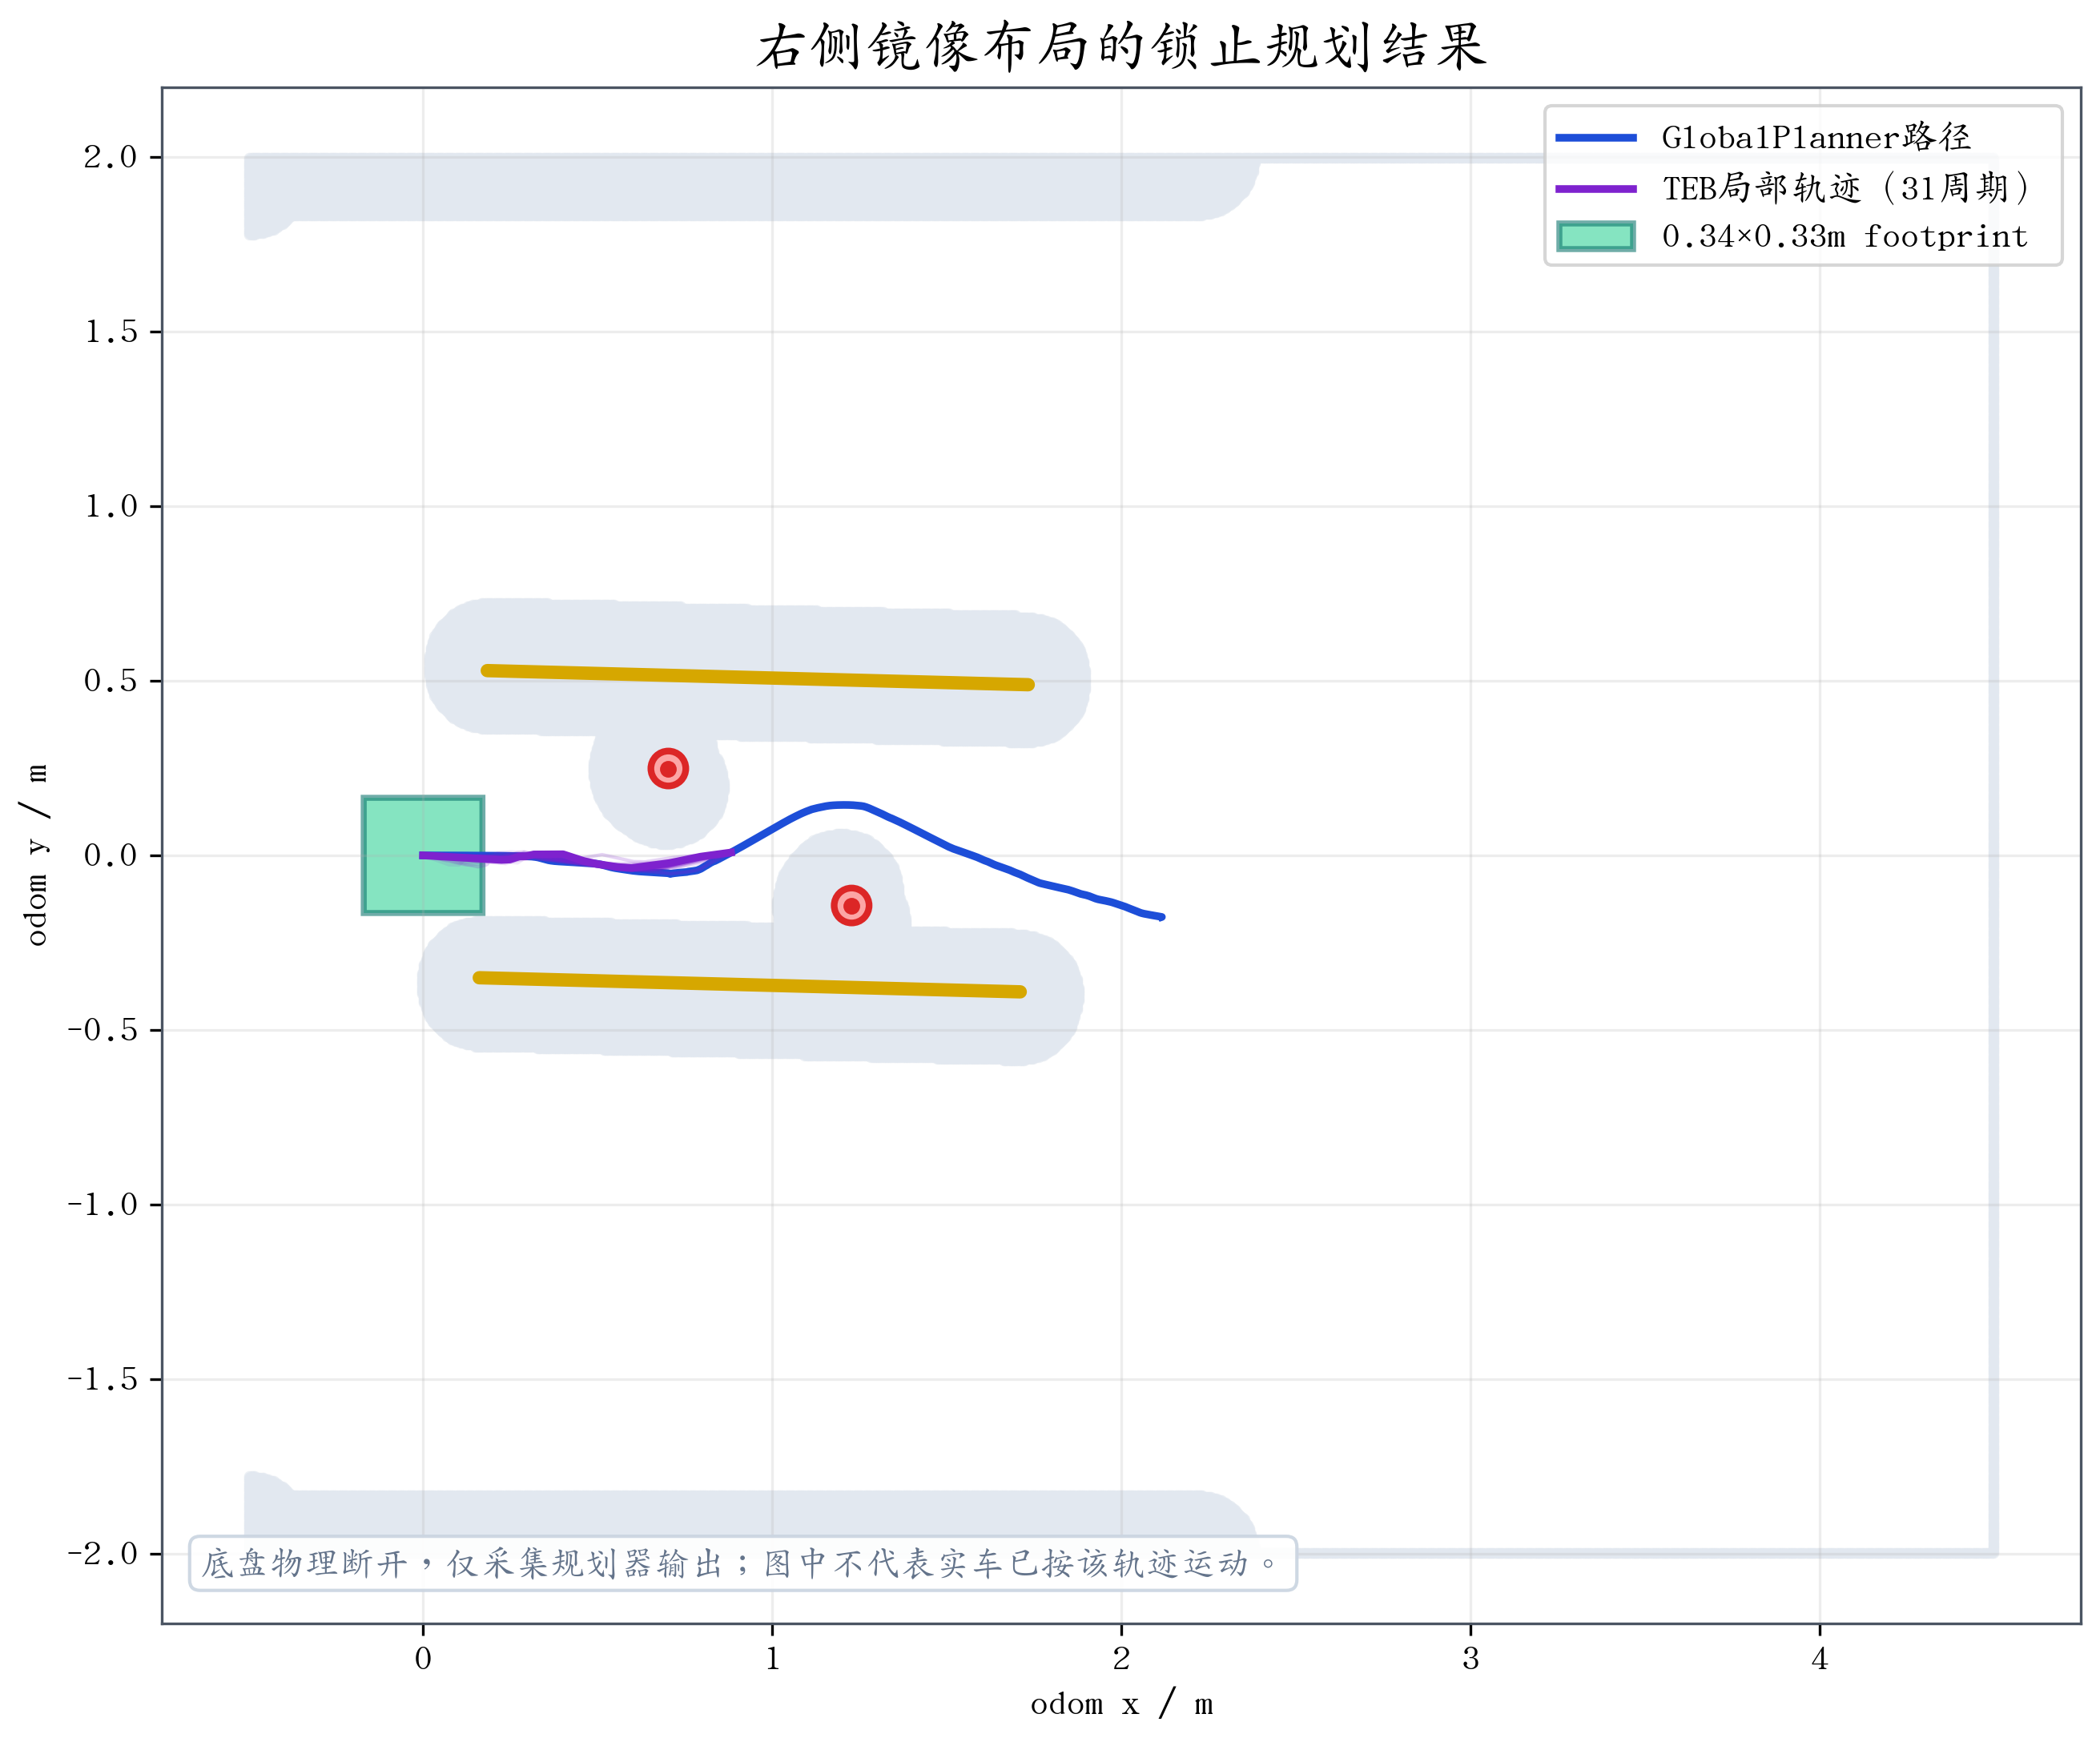 右侧镜像布局的锁止规划结果
GlobalPlanner路径
TEB局部轨迹（31周期）
0.34×0.33m footprint
2.0
1.5
1.0
0.5
0.0
-0.5
-1.0
-1.5
-2.0
odom y / m
底盘物理断开，仅采集规划器输出；图中不代表实车已按该轨迹运动。
0
1
2
3
4
odom x / m